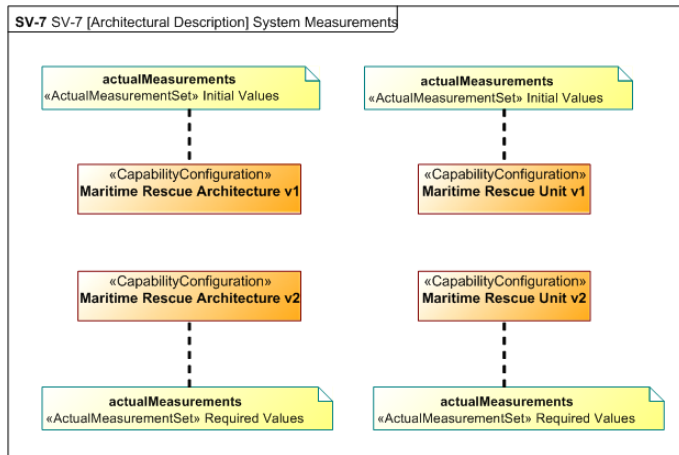 SV-7 SV-7 [Architectural Description] System Measurements
actualMeasurements
«ActualMeasurementSet» Initial Values
actualMeasurements
«ActualMeasurementSet» Initial Values
«CapabilityConfiguration»
Maritime Rescue Architecture v1
«CapabilityConfiguration»
Maritime Rescue Unit v1
«CapabilityConfiguration»
Maritime Rescue Architecture v2
«CapabilityConfiguration»
Maritime Rescue Unit v2
actualMeasurements
«ActualMeasurementSet» Required Values
actualMeasurements
«ActualMeasurementSet» Required Values